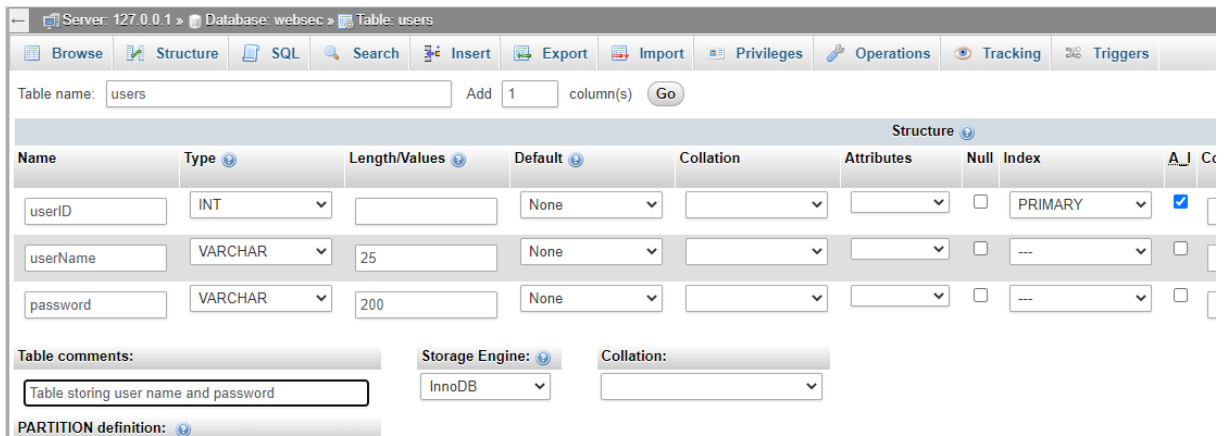 Server: 127.0.0.1 » Database: websec » Table: users
Browse Structure SQL Search Insert Export Import Privileges Operations Tracking Triggers
Table name: users Add 1 column(s) Go
Structure
Name Type Length/Values Default Collation Attributes Null Index A_I
userID INT None PRIMARY
userName VARCHAR 25 None ---
password VARCHAR 200 None ---
Table comments: Storage Engine: Collation:
Table storing user name and password InnoDB
PARTITION definition: